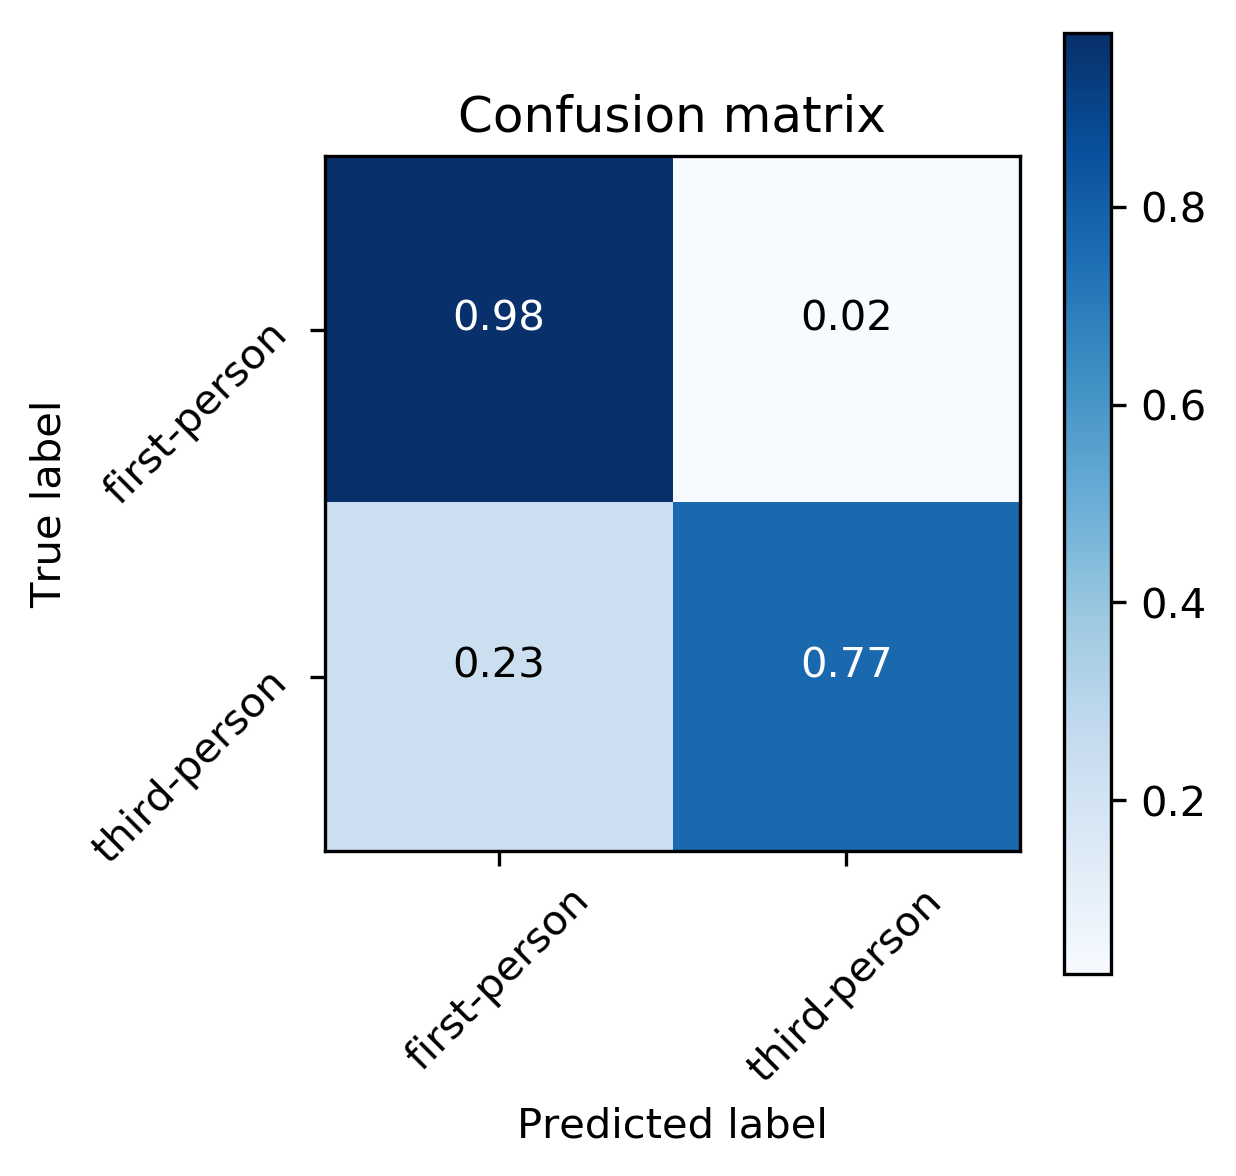 Confusion matrix
True label
first-person
third-person
0.98
0.02
0.23
0.77
first-person
third-person
Predicted label
0.8
0.6
0.4
0.2